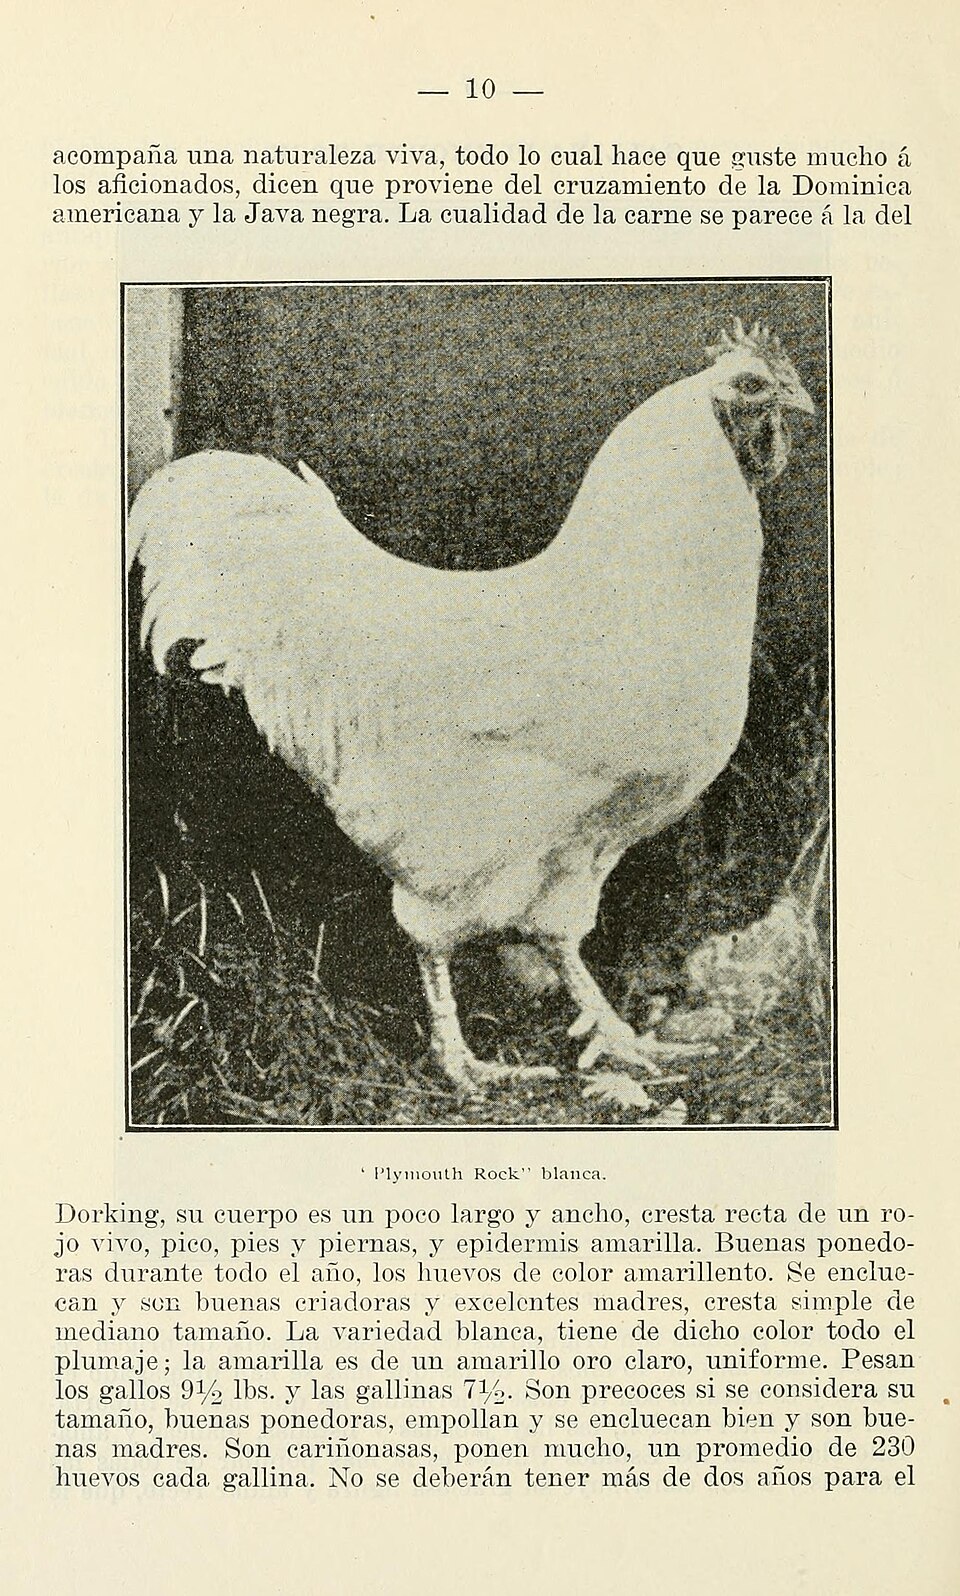 — 10 —
acompaña una naturaleza viva, todo lo cual hace que guste mucho á
los aficionados, dicen que proviene del cruzamiento de la Dominica
americana y la Java negra. La cualidad de la carne se parece á la del
‘ Plymouth Rock” blanca.
Dorking, su cuerpo es un poco largo y ancho, cresta recta de un ro-
jo vivo, pico, pies y piernas, y epidermis amarilla. Buenas ponedo-
ras durante todo el año, los huevos de color amarillento. Se enclue-
can y son buenas criadoras y excelentes madres, cresta simple de
mediano tamaño. La variedad blanca, tiene de dicho color todo el
plumaje; la amarilla es de un amarillo oro claro, uniforme. Pesan
los gallos 9½ lbs. y las gallinas 7½. Son precoces si se considera su
tamaño, buenas ponedoras, empollan y se encluecan bien y son bue-
nas madres. Son cariñonasas, ponen mucho, un promedio de 230
huevos cada gallina. No se deberán tener más de dos años para el